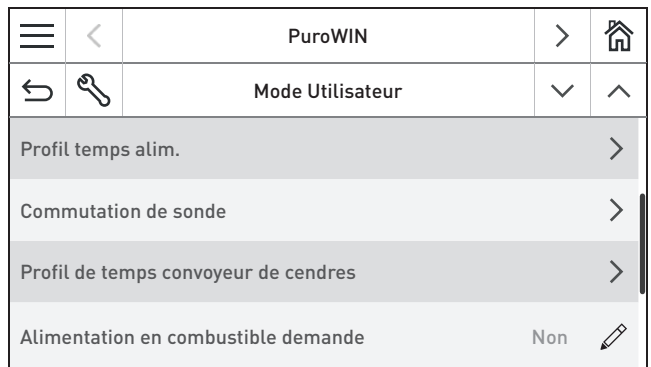 PuroWIN
Mode Utilisateur
Profil temps alim.
Commutation de sonde
Profil de temps convoyeur de cendres
Alimentation en combustible demande Non